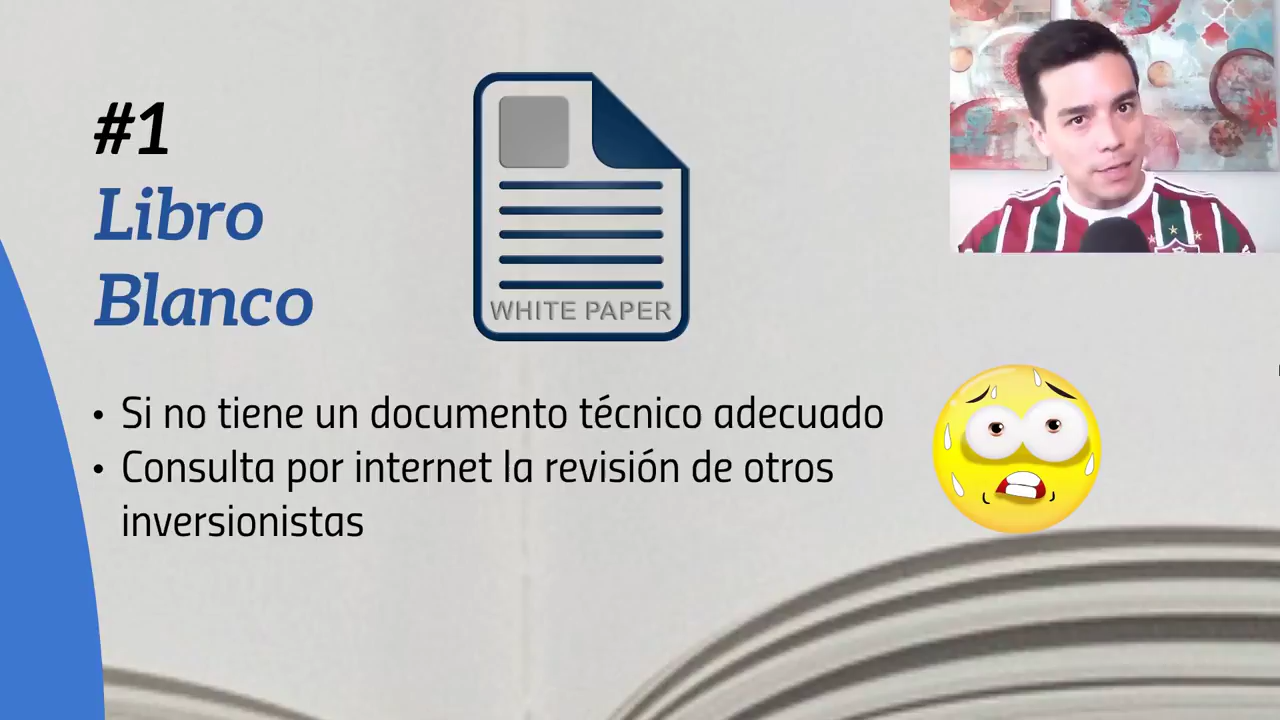 #1
Libro
Blanco
WHITE PAPER
• Si no tiene un documento técnico adecuado
• Consulta por internet la revisión de otros
inversionistas